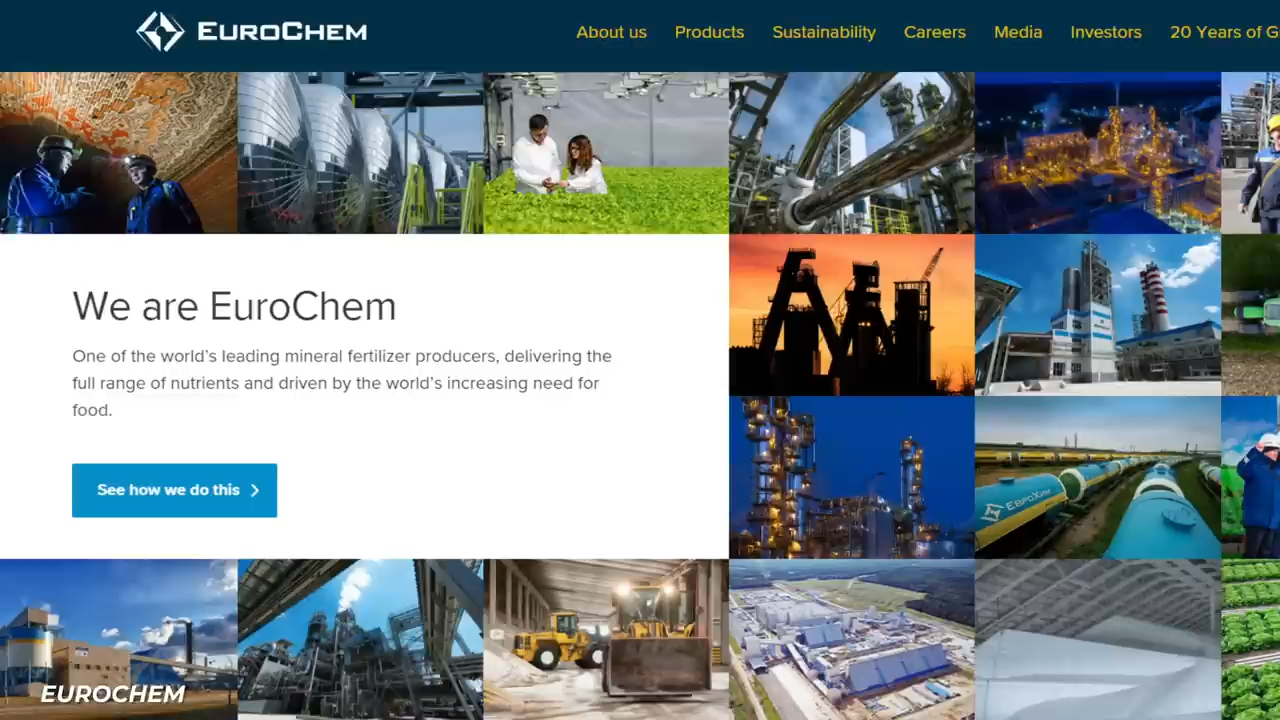 EUROCHEM
About us Products Sustainability Careers Media Investors 20 Years of G
We are EuroChem
One of the world's leading mineral fertilizer producers, delivering the
full range of nutrients and driven by the world's increasing need for
food.
See how we do this
ЕВРОХИМ
EUROCHEM